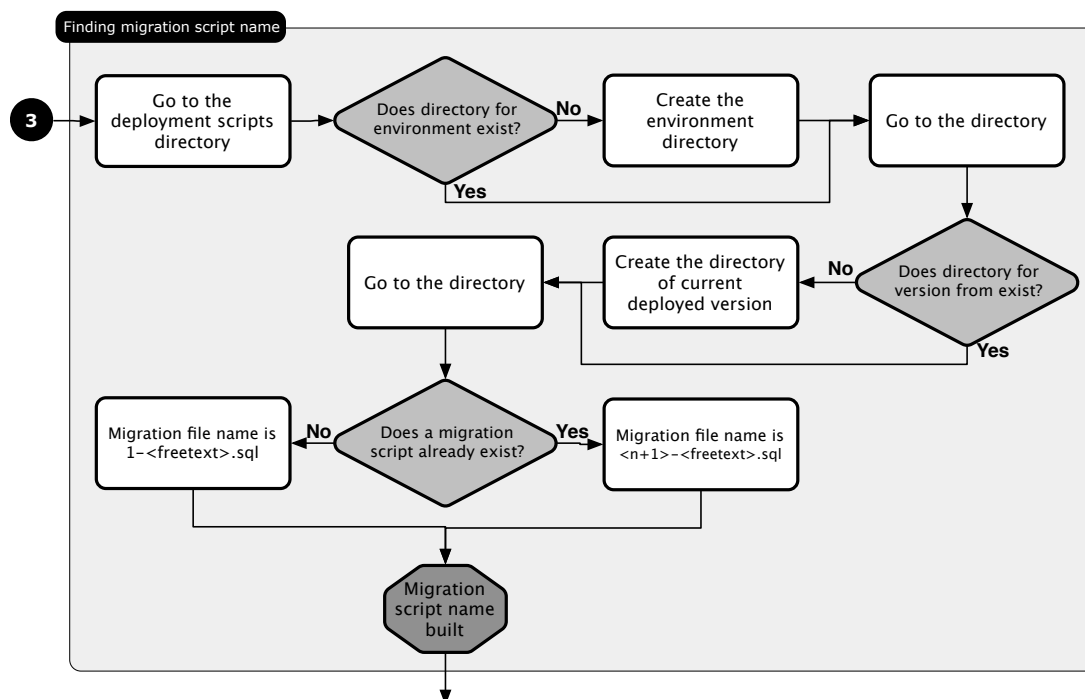 Finding migration script name
3
Go to the
deployment scripts
directory
Does directory for
environment exist?
No
Yes
Create the
environment
directory
Go to the directory
Does directory for
version from exist?
No
Yes
Create the directory
of current
deployed version
Go to the directory
Does a migration
script already exist?
No
Yes
Migration file name is
1-<freetext>.sql
Migration file name is
<n+1>-<freetext>.sql
Migration
script name
built